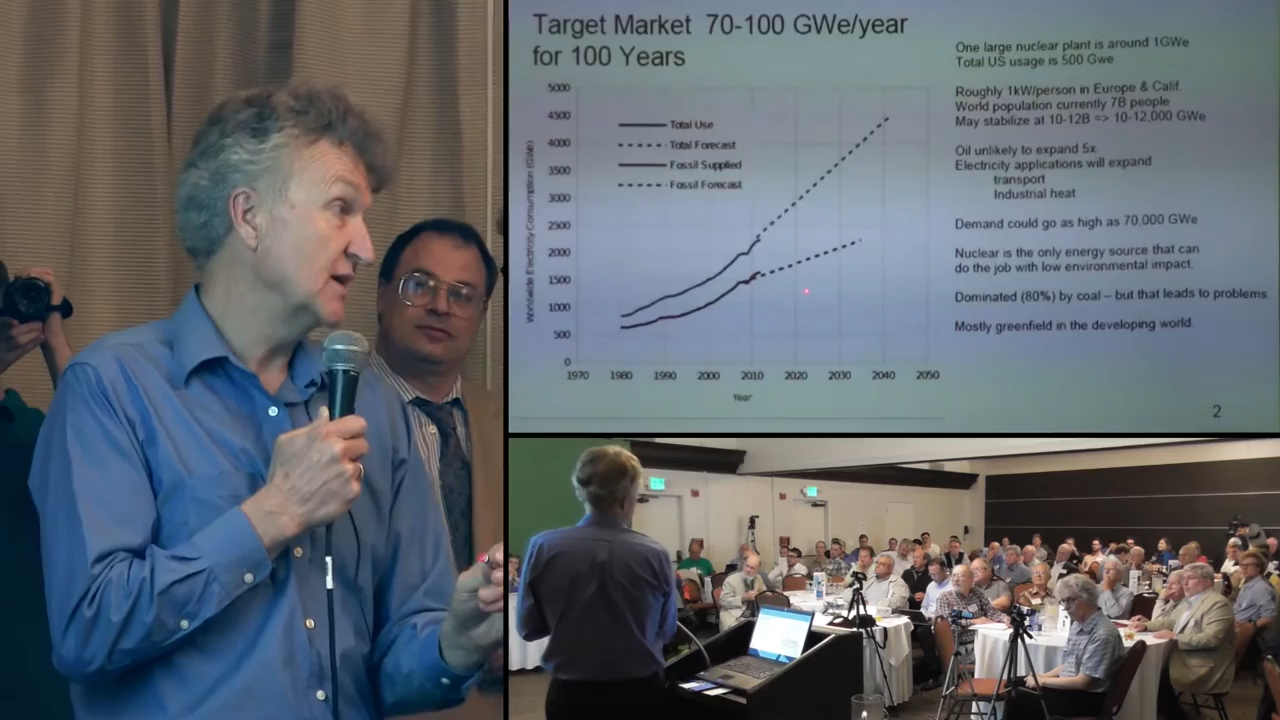 Target Market 70-100 GWe/year
for 100 Years
One large nuclear plant is around 1GWe
Total US usage is 500 Gwe
Roughly 1kW/person in Europe & Calif.
World population currently 7B people
May stabilize at 10-12B => 10-12,000 GWe
Oil unlikely to expand 5x
Electricity applications will expand
transport
Industrial heat
Demand could go as high as 70,000 GWe
Nuclear is the only energy source that can
do the job with low environmental impact.
Dominated (80%) by coal – but that leads to problems.
Mostly greenfield in the developing world.
Worldwide Electricity Consumption (GWe)
5000
4500
4000
3500
3000
2500
2000
1500
1000
500
0
Total Use
Total Forecast
Fossil Supplied
Fossil Forecast
1970 1980 1990 2000 2010 2020 2030 2040 2050
Year
2